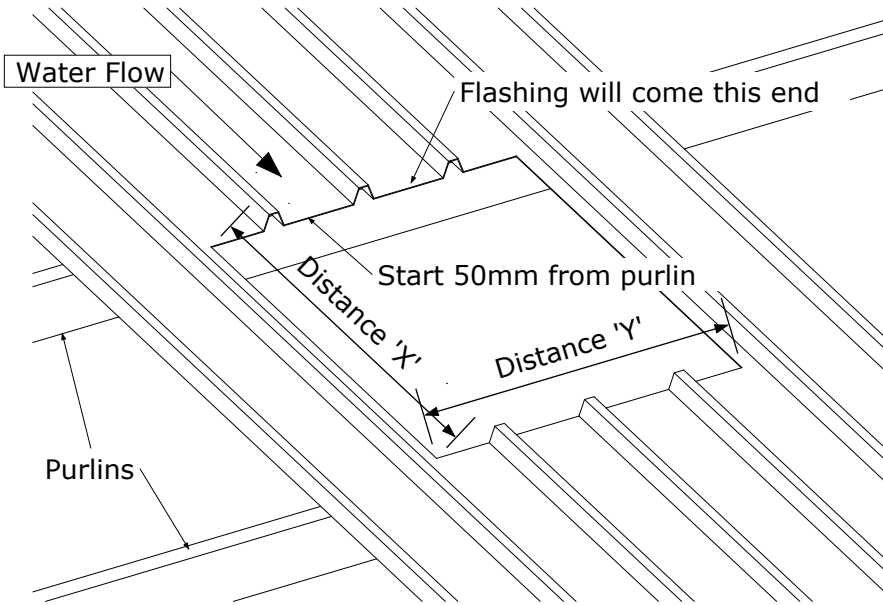 Water Flow
Flashing will come this end
Start 50mm from purlin
Distance 'X'
Distance 'Y'
Purlins